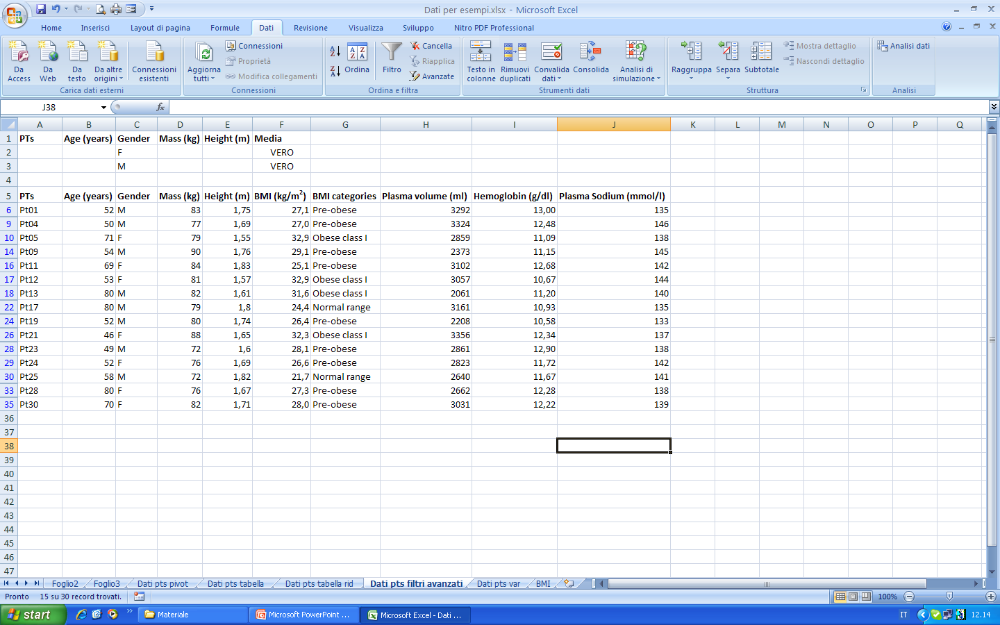 Dati per esempi.xlsx - Microsoft Excel
Home Inserisci Layout di pagina Formule Dati Revisione Visualizza Sviluppo Nitro PDF Professional
Da Access
Da Web
Da testo
Da altre origini
Connessioni esistenti
Carica dati esterni
Aggiorna tutti
Connessioni
Proprietà
Modifica collegamenti
Connessioni
Ordina
Filtro
Cancella
Riapplica
Avanzate
Ordina e filtra
Testo in colonne
Rimuovi duplicati
Convalida dati
Consolida
Analisi di simulazione
Strumenti dati
Raggruppa
Separa
Subtotale
Mostra dettaglio
Nascondi dettaglio
Struttura
Analisi dati
Analisi
J38 fx
A B C D E F G H I J K L M N O P Q
1 PTs Age (years) Gender Mass (kg) Height (m) Media
2 F VERO
3 M VERO
4
5 PTs Age (years) Gender Mass (kg) Height (m) BMI (kg/m²) BMI categories Plasma volume (ml) Hemoglobin (g/dl) Plasma Sodium (mmol/l)
6 Pt01 52 M 83 1,75 27,1 Pre-obese 3292 13,00 135
9 Pt04 50 M 77 1,69 27,0 Pre-obese 3324 12,48 146
10 Pt05 71 F 79 1,55 32,9 Obese class I 2859 11,09 138
14 Pt09 54 M 90 1,76 29,1 Pre-obese 2373 11,15 145
16 Pt11 69 F 84 1,83 25,1 Pre-obese 3102 12,68 142
17 Pt12 53 F 81 1,57 32,9 Obese class I 3057 10,67 144
18 Pt13 80 M 82 1,61 31,6 Obese class I 2061 11,20 140
22 Pt17 80 M 79 1,8 24,4 Normal range 3161 10,93 135
24 Pt19 52 M 80 1,74 26,4 Pre-obese 2208 10,58 133
26 Pt21 46 F 88 1,65 32,3 Obese class I 3356 12,34 137
28 Pt23 49 M 72 1,6 28,1 Pre-obese 2861 12,90 138
29 Pt24 52 F 76 1,69 26,6 Pre-obese 2823 11,72 142
30 Pt25 58 M 72 1,82 21,7 Normal range 2640 11,67 141
33 Pt28 80 F 76 1,67 27,3 Pre-obese 2662 12,28 138
35 Pt30 70 F 82 1,71 28,0 Pre-obese 3031 12,22 139
36
37
38
39
40
41
42
43
44
45
46
47
Foglio2 Foglio3 Dati pts pivot Dati pts tabella Dati pts tabella rid Dati pts filtri avanzati Dati pts var BMI
Pronto 15 su 30 record trovati. 100%
start Materiale Microsoft PowerPoint ... Microsoft Excel - Dati ... IT 12.14